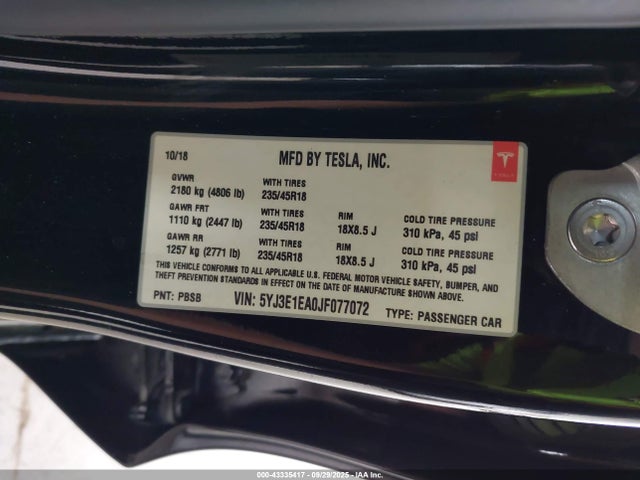 10/18 MFD BY TESLA, INC.
TESLA
GVWR WITH TIRES
2180 kg (4806 lb) 235/45R18
GAWR FRT WITH TIRES RIM COLD TIRE PRESSURE
1110 kg (2447 lb) 235/45R18 18X8.5 J 310 kPa, 45 psi
GAWR RR WITH TIRES RIM COLD TIRE PRESSURE
1257 kg (2771 lb) 235/45R18 18X8.5 J 310 kPa, 45 psi
THIS VEHICLE CONFORMS TO ALL APPLICABLE U.S. FEDERAL MOTOR VEHICLE SAFETY, BUMPER, AND
THEFT PREVENTION STANDARDS IN EFFECT ON THE DATE OF MANUFACTURE SHOWN ABOVE.
PNT: PBSB VIN: 5YJ3E1EA0JF077072 TYPE: PASSENGER CAR
000-43335417 - 09/29/2025 - IAA Inc.